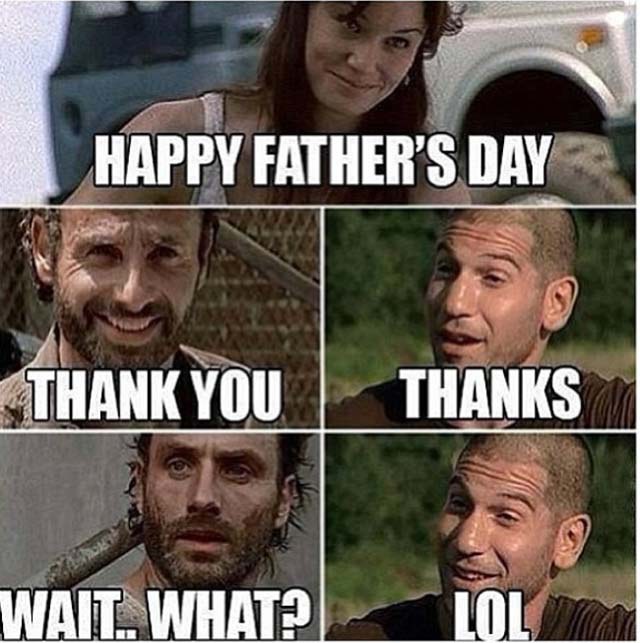 HAPPY FATHER'S DAY
THANK YOU
THANKS
WAIT.. WHAT?
LOL